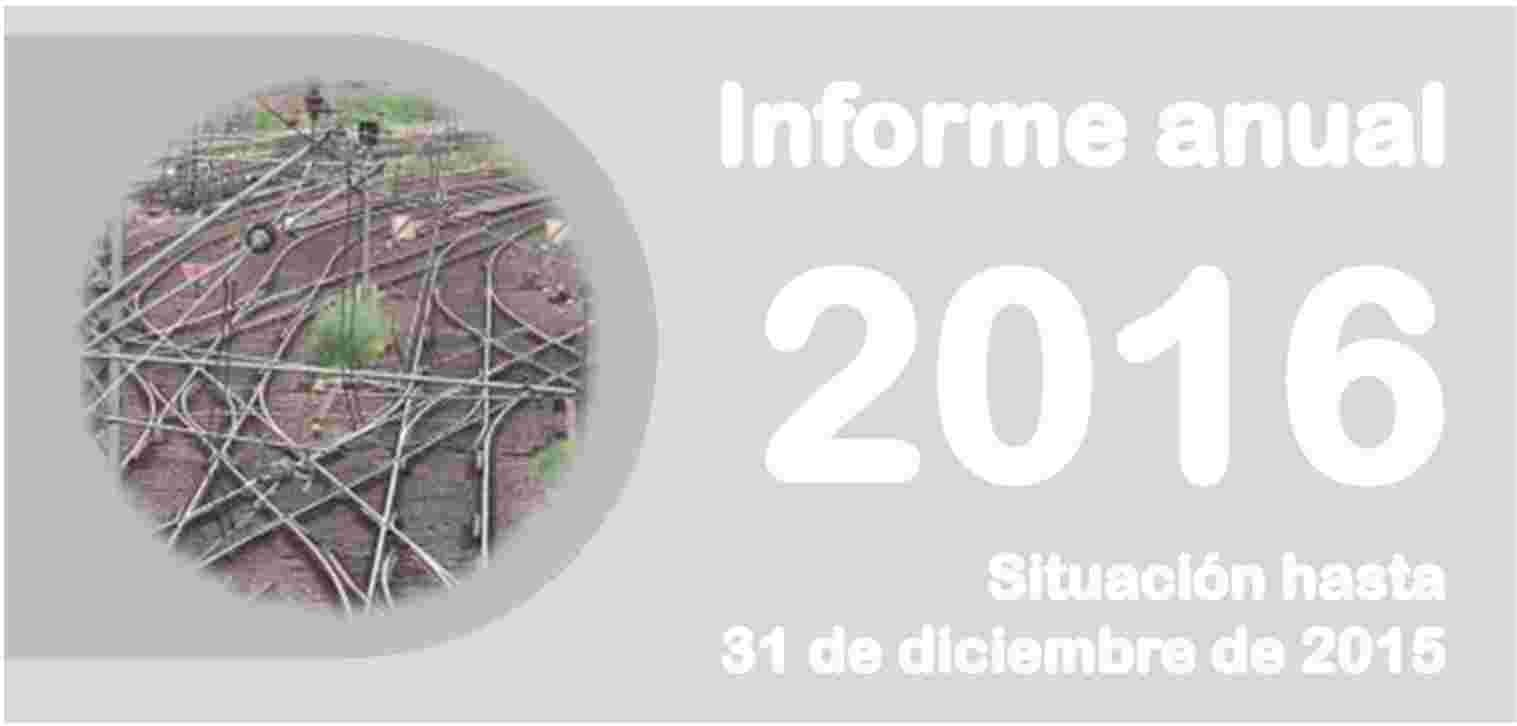 Informe anual
2016
Situación hasta
31 de diciembre de 2015